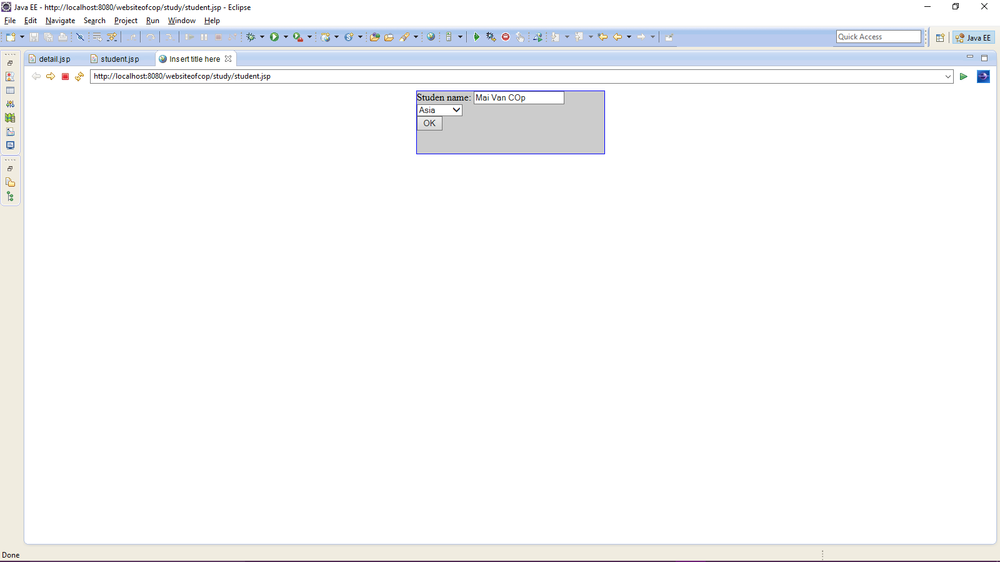 Java EE - http://localhost:8080/websiteofcop/study/student.jsp - Eclipse
File Edit Navigate Search Project Run Window Help
Quick Access
Java EE
detail.jsp student.jsp Insert title here
http://localhost:8080/websiteofcop/study/student.jsp
Studen name: Mai Van COp
Asia
OK
Done